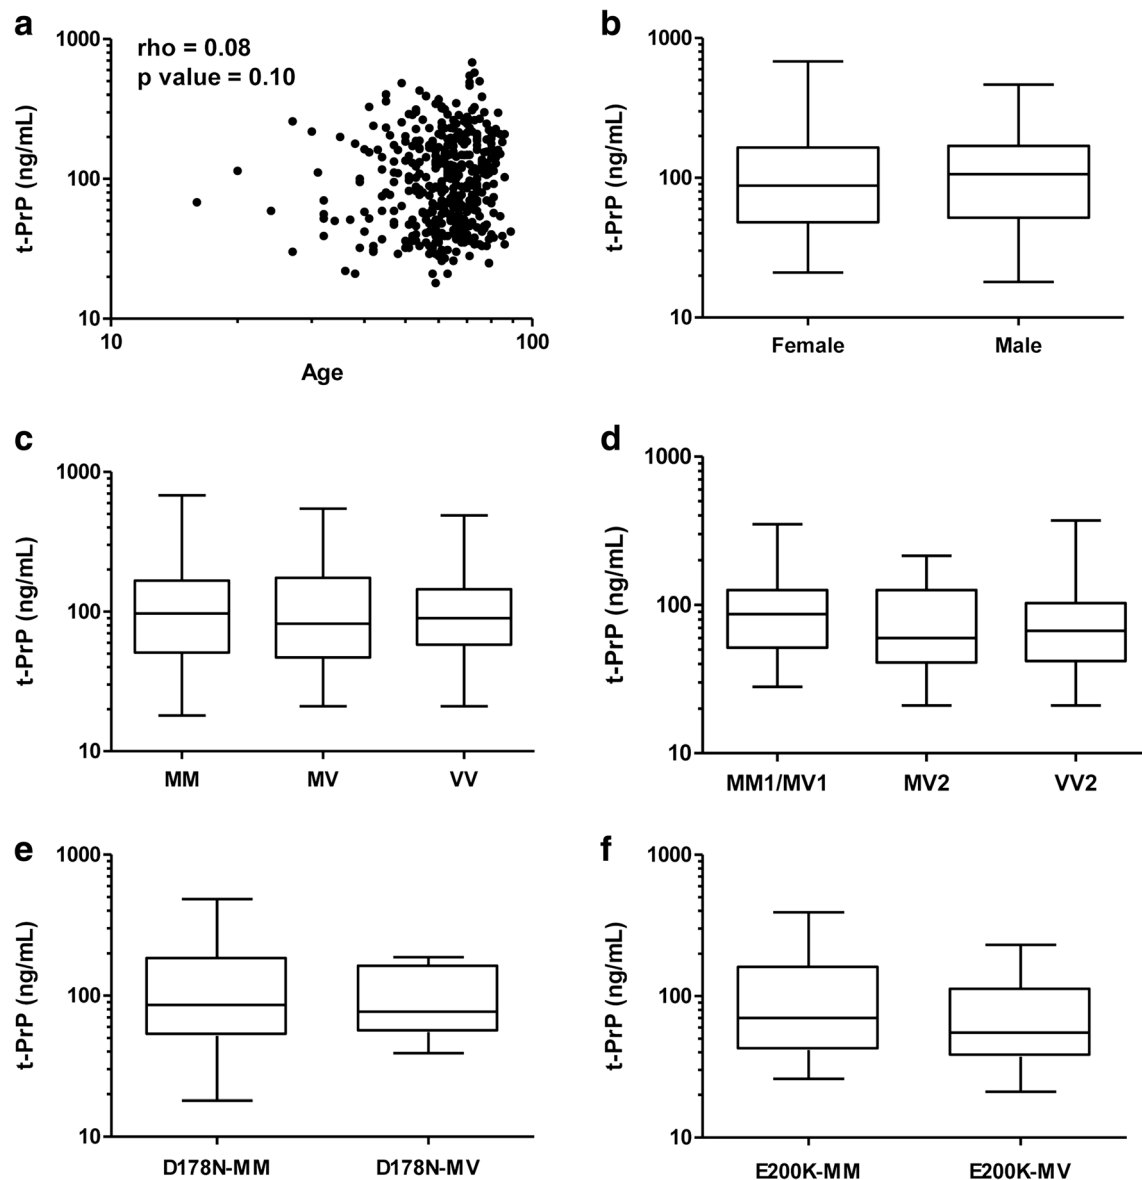 a
rho = 0.08
p value = 0.10
t-PrP (ng/mL)
1000
100
10
10
100
Age
b
t-PrP (ng/mL)
1000
100
10
Female
Male
c
t-PrP (ng/mL)
1000
100
10
MM
MV
VV
d
t-PrP (ng/mL)
1000
100
10
MM1/MV1
MV2
VV2
e
t-PrP (ng/mL)
1000
100
10
D178N-MM
D178N-MV
f
t-PrP (ng/mL)
1000
100
10
E200K-MM
E200K-MV